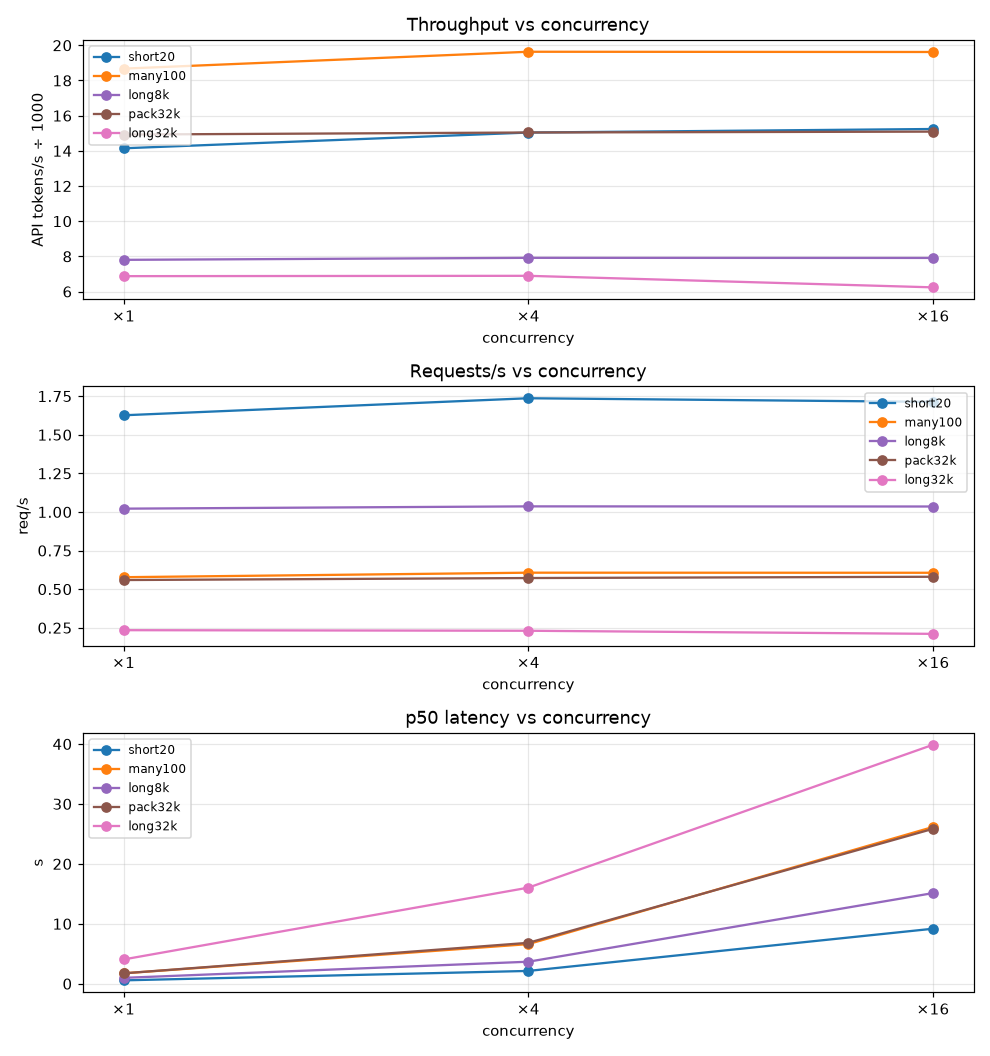 Throughput vs concurrency
API tokens/s ÷ 1000
20
18
16
14
12
10
8
6
short20
many100
long8k
pack32k
long32k
×1
×4
×16
concurrency
Requests/s vs concurrency
req/s
1.75
1.50
1.25
1.00
0.75
0.50
0.25
short20
many100
long8k
pack32k
long32k
×1
×4
×16
concurrency
p50 latency vs concurrency
s
40
30
20
10
0
short20
many100
long8k
pack32k
long32k
×1
×4
×16
concurrency